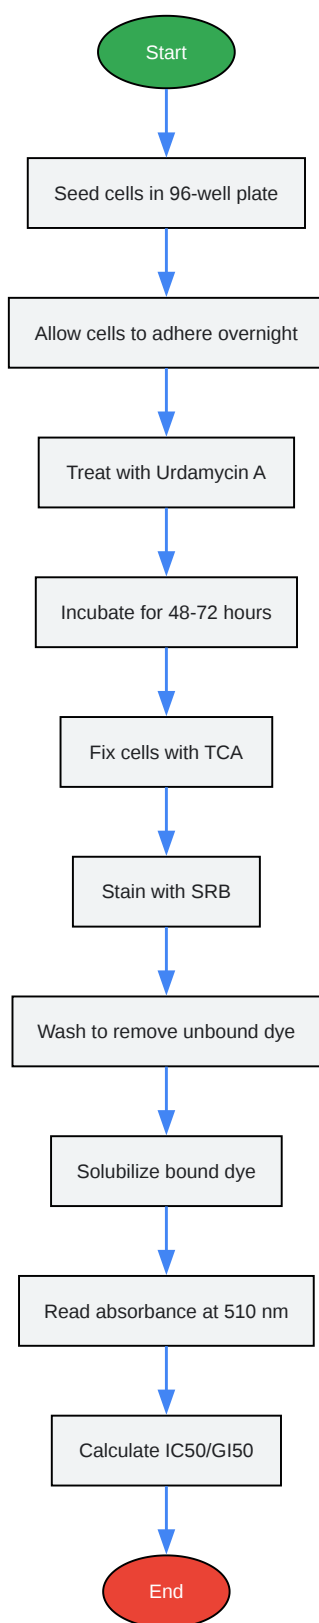 Start
Seed cells in 96-well plate
Allow cells to adhere overnight
Treat with Urdamycin A
Incubate for 48-72 hours
Fix cells with TCA
Stain with SRB
Wash to remove unbound dye
Solubilize bound dye
Read absorbance at 510 nm
Calculate IC50/GI50
End